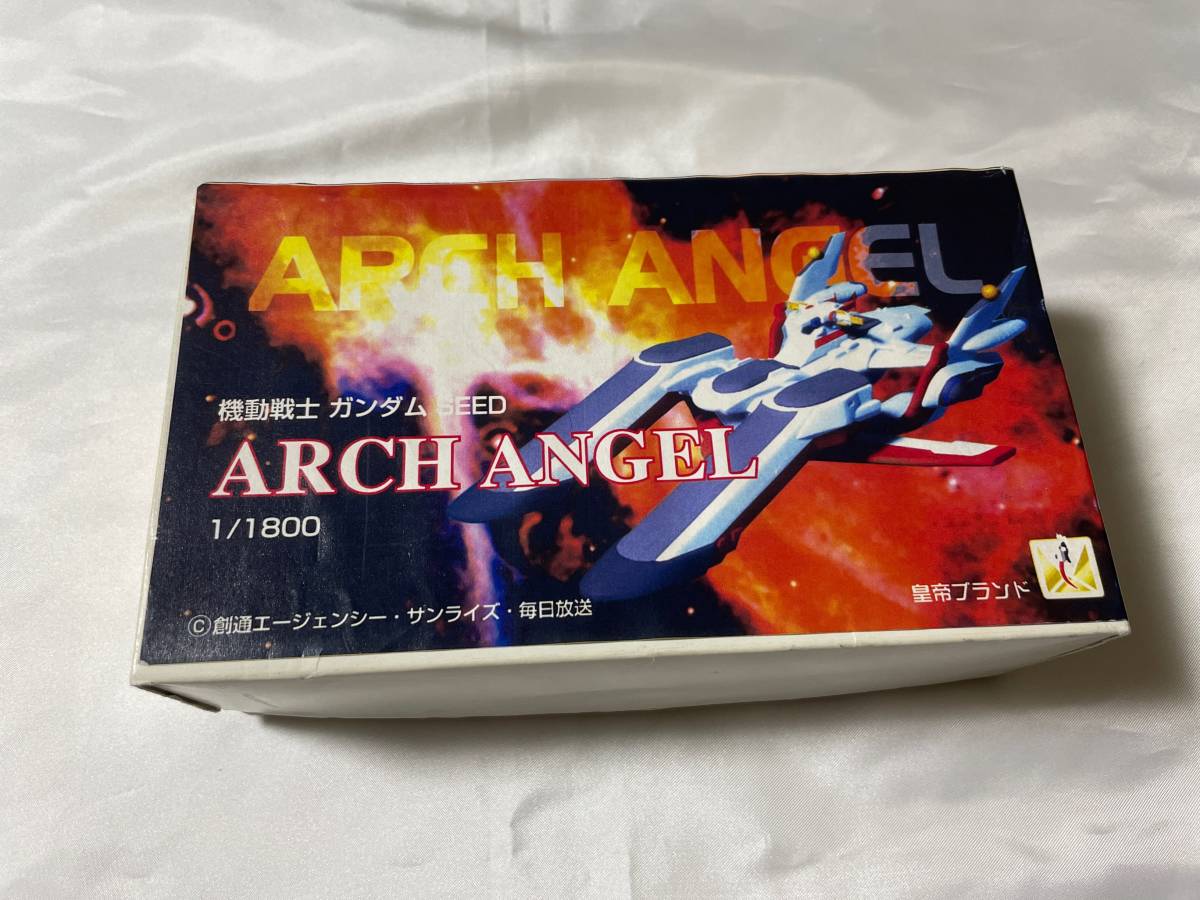 ARCH ANGEL
機動戦士 ガンダム SEED
ARCH ANGEL
1/1800
皇帝ブランド
©創通エージェンシー・サンライズ・毎日放送